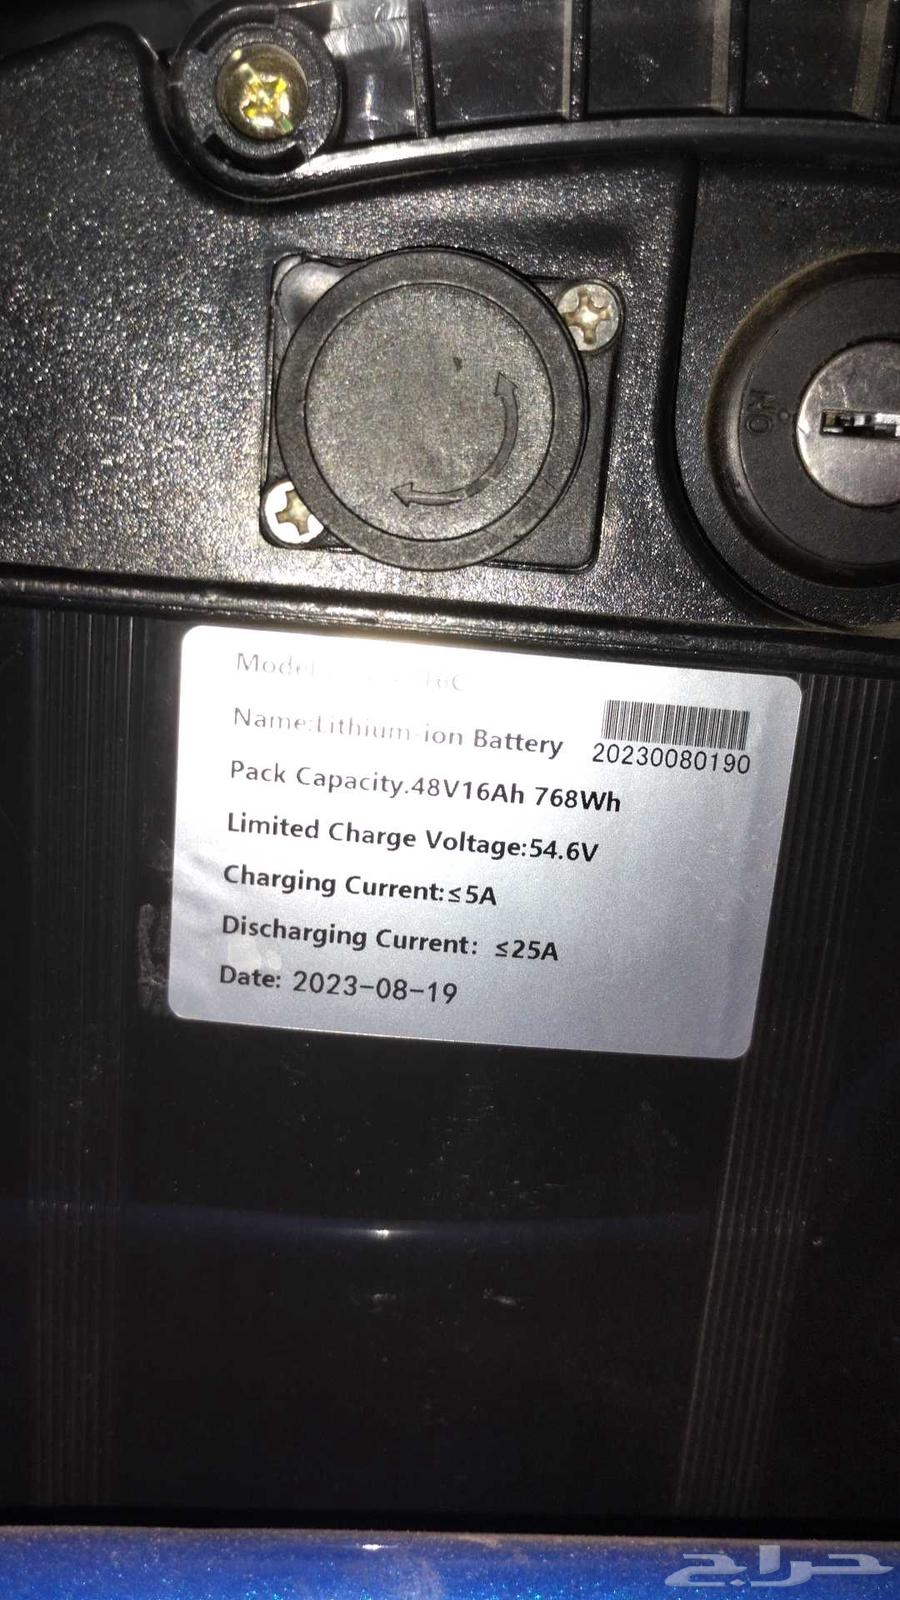 ON
Model
Name:Lithium-ion Battery
20230080190
Pack Capacity.48V16Ah 768Wh
Limited Charge Voltage:54.6V
Charging Current:≤5A
Discharging Current: ≤25A
Date: 2023-08-19
حراج